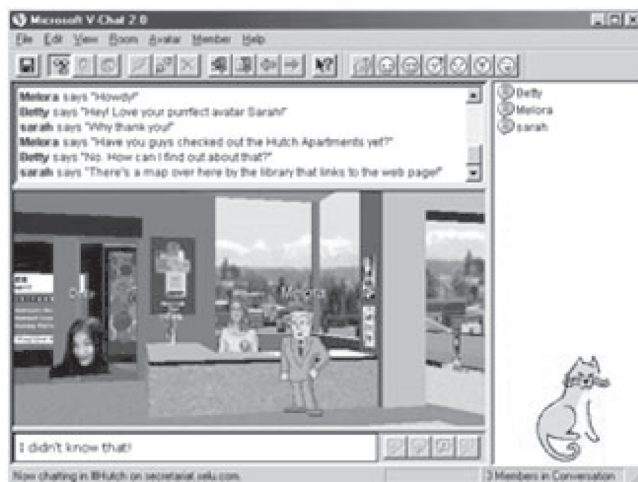 Microsoft V-Chat 2.0
File Edit View Room Avatar Member Help
Melora says "Howdy!"
Betty says "Hey! Love your purrfect avatar Sarah!"
sarah says "Why thank you!"
Melora says "Have you guys checked out the Hutch Apartments yet?"
Betty says "No. How can I find out about that?"
sarah says "There's a map over here by the library that links to the web page!"
Betty
Melora
sarah
Melora
I didn't know that!
Now chatting in on secretariat.xelu.com.
3 Members in Conversation